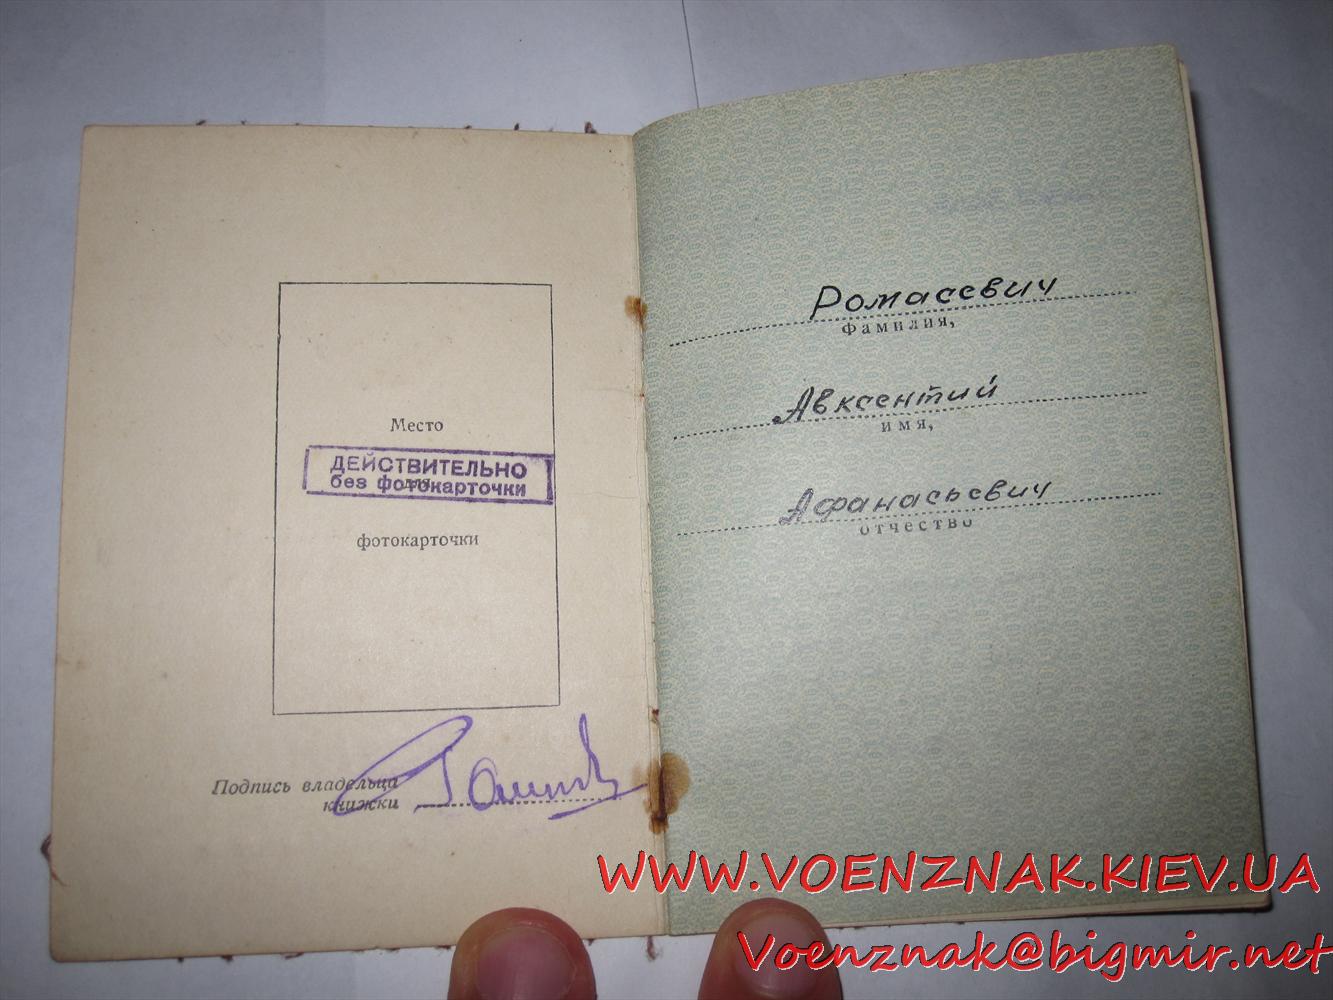 Место
ДЕЙСТВИТЕЛЬНО
без фотокарточки
для
фотокарточки
Подпись владельца
книжки
Ромасевич
фамилия,
Авксентий
имя,
Афанасьевич
отчество
WWW.VOENZNAK.KIEV.UA
Voenznak@bigmir.net